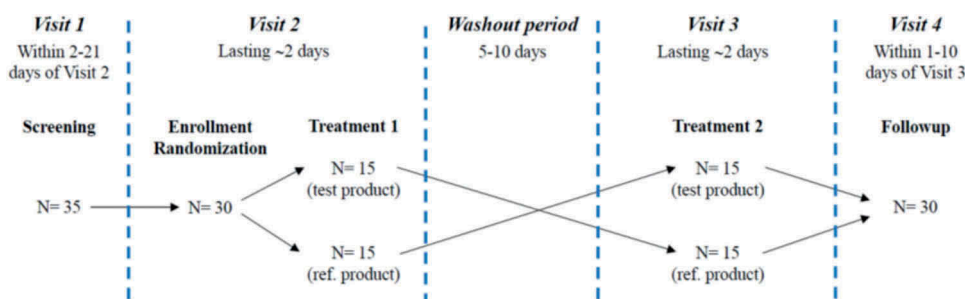 Visit 1
Within 2-21
days of Visit 2
Visit 2
Lasting ~2 days
Washout period
5-10 days
Visit 3
Lasting ~2 days
Visit 4
Within 1-10
days of Visit 3
Screening
Enrollment
Randomization
Treatment 1
Treatment 2
Followup
N= 35
N= 30
N= 15
(test product)
N= 15
(ref. product)
N= 15
(test product)
N= 15
(ref. product)
N= 30